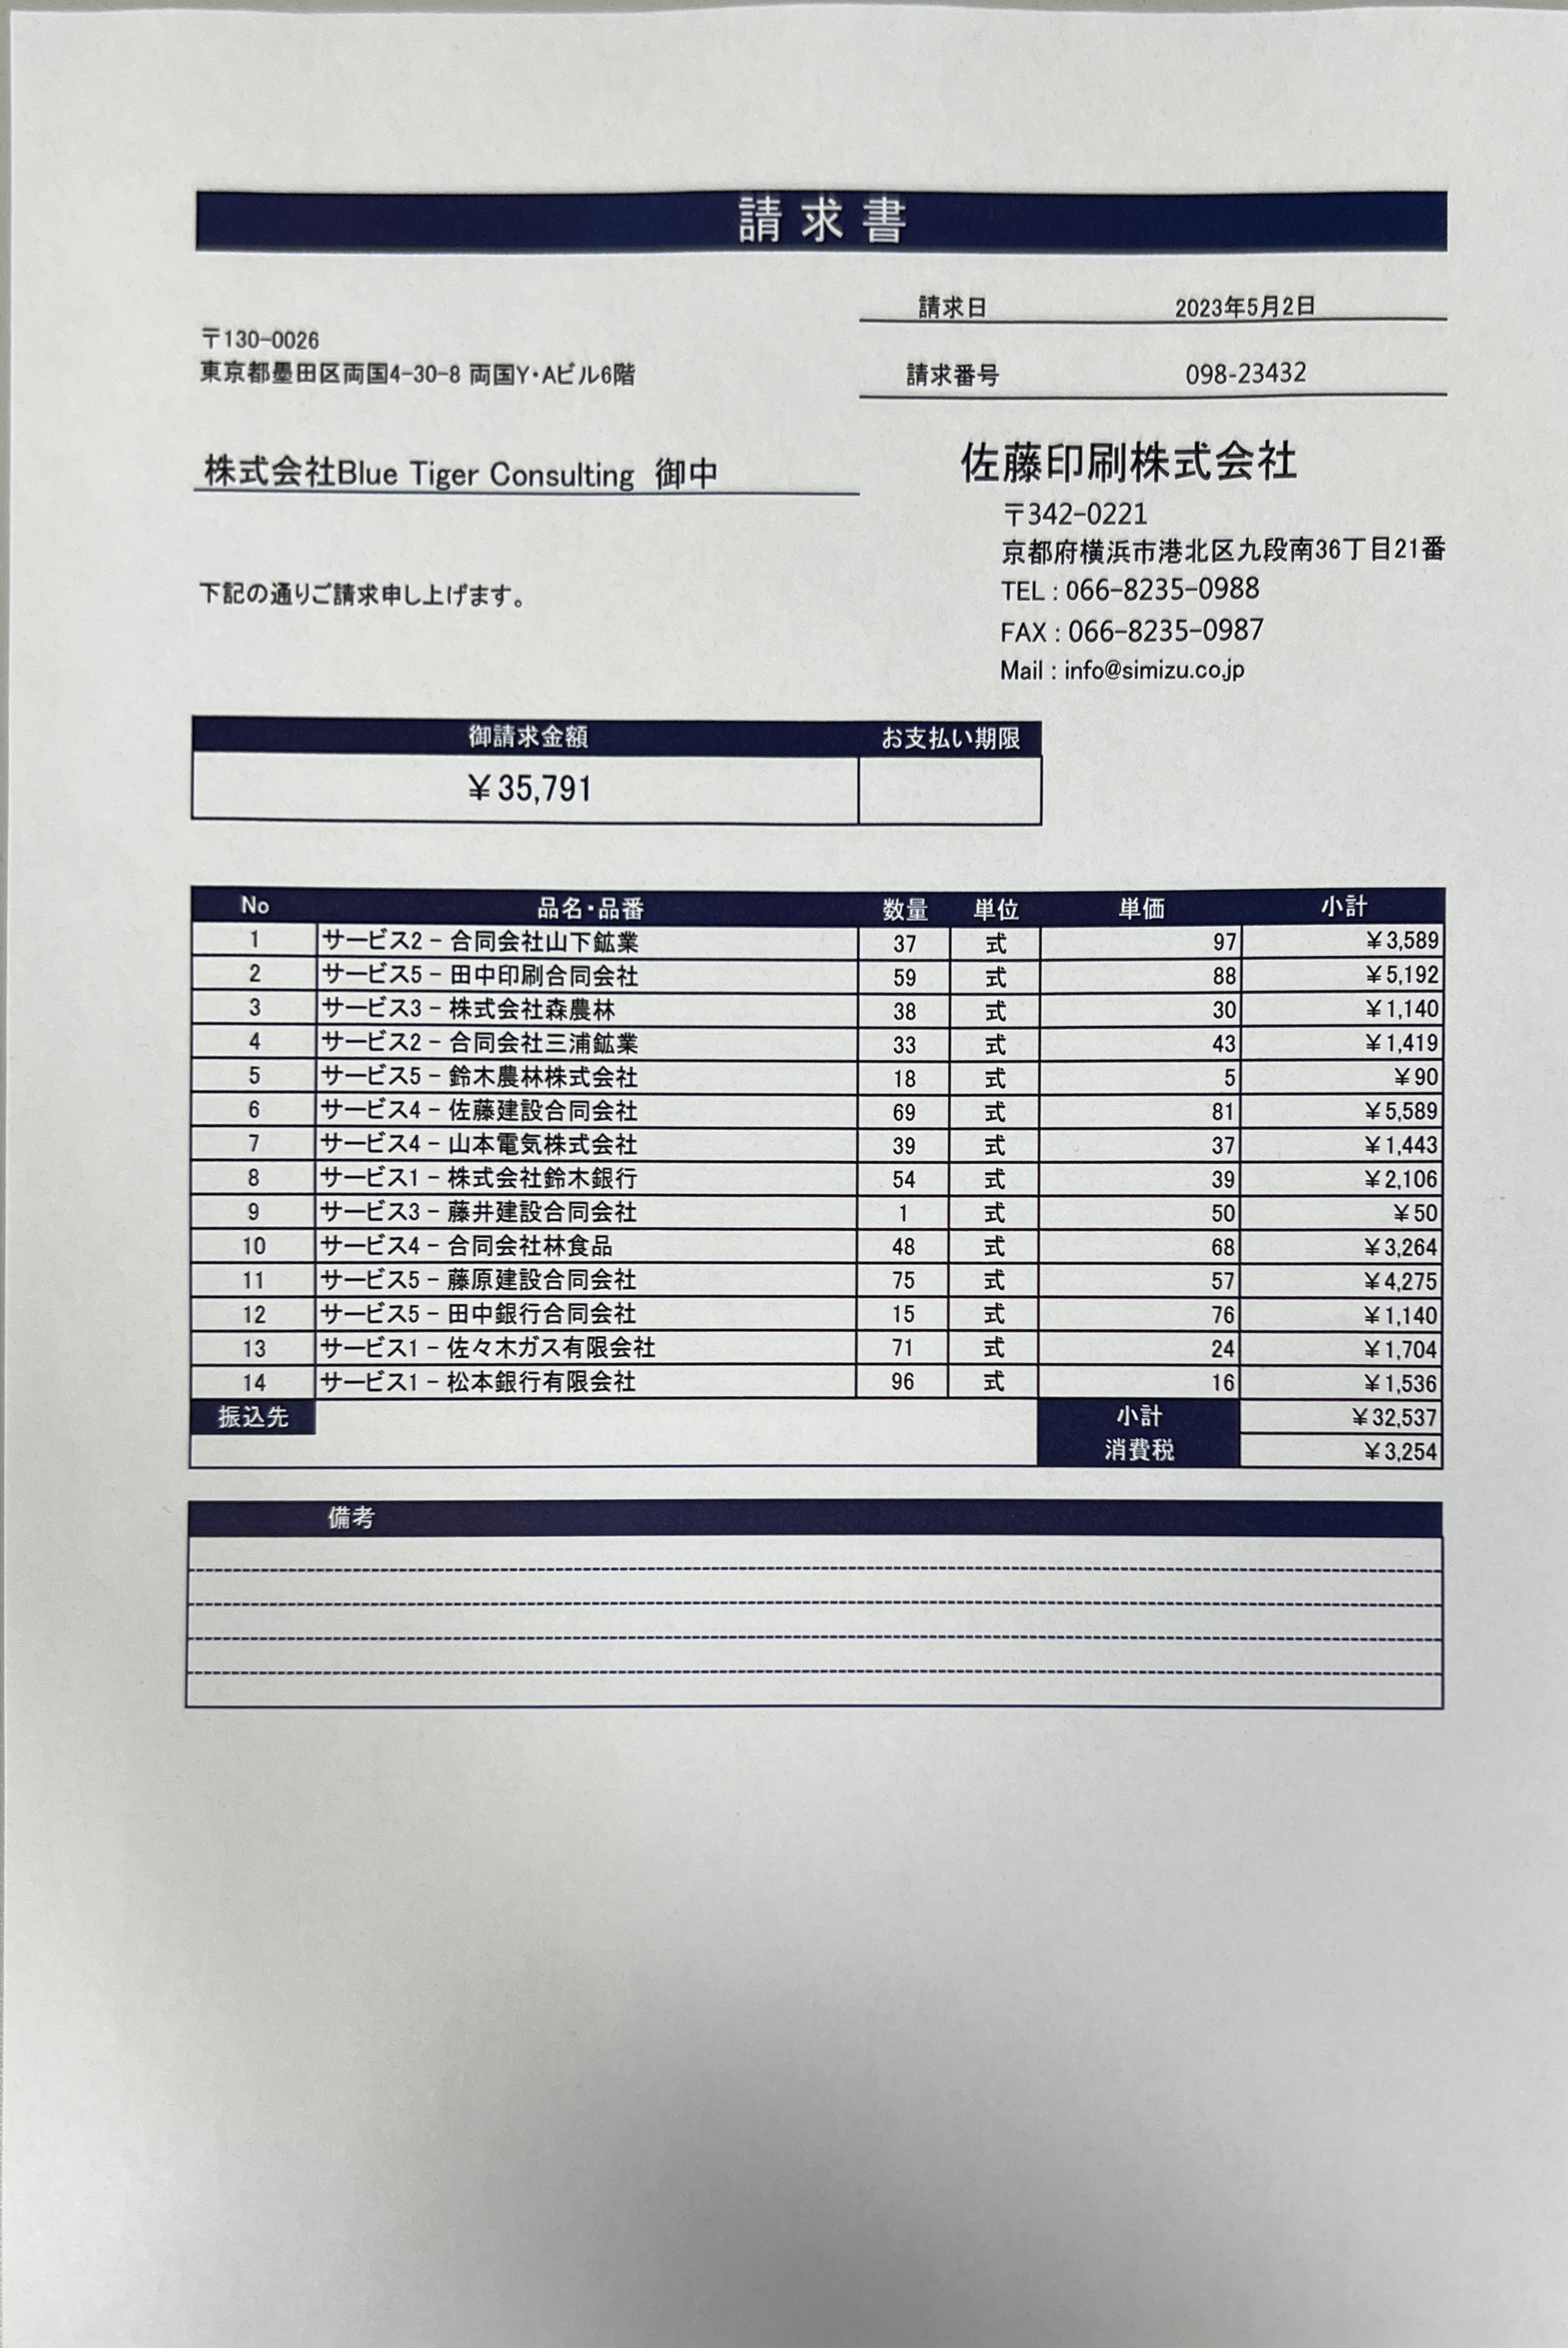 請求書
請求日 2023年5月2日
〒130-0026
東京都墨田区両国4-30-8 両国Y・Aビル6階
請求番号 098-23432
株式会社Blue Tiger Consulting 御中
佐藤印刷株式会社
〒342-0221
京都府横浜市港北区九段南36丁目21番
下記の通りご請求申し上げます。
TEL : 066-8235-0988
FAX : 066-8235-0987
Mail : info@simizu.co.jp
御請求金額 お支払い期限
￥35,791
No 品名・品番 数量 単位 単価 小計
1 サービス2 - 合同会社山下鉱業 37 式 97 ￥3,589
2 サービス5 - 田中印刷合同会社 59 式 88 ￥5,192
3 サービス3 - 株式会社森農林 38 式 30 ￥1,140
4 サービス2 - 合同会社三浦鉱業 33 式 43 ￥1,419
5 サービス5 - 鈴木農林株式会社 18 式 5 ￥90
6 サービス4 - 佐藤建設合同会社 69 式 81 ￥5,589
7 サービス4 - 山本電気株式会社 39 式 37 ￥1,443
8 サービス1 - 株式会社鈴木銀行 54 式 39 ￥2,106
9 サービス3 - 藤井建設合同会社 1 式 50 ￥50
10 サービス4 - 合同会社林食品 48 式 68 ￥3,264
11 サービス5 - 藤原建設合同会社 75 式 57 ￥4,275
12 サービス5 - 田中銀行合同会社 15 式 76 ￥1,140
13 サービス1 - 佐々木ガス有限会社 71 式 24 ￥1,704
14 サービス1 - 松本銀行有限会社 96 式 16 ￥1,536
振込先 小計 ￥32,537
消費税 ￥3,254
備考